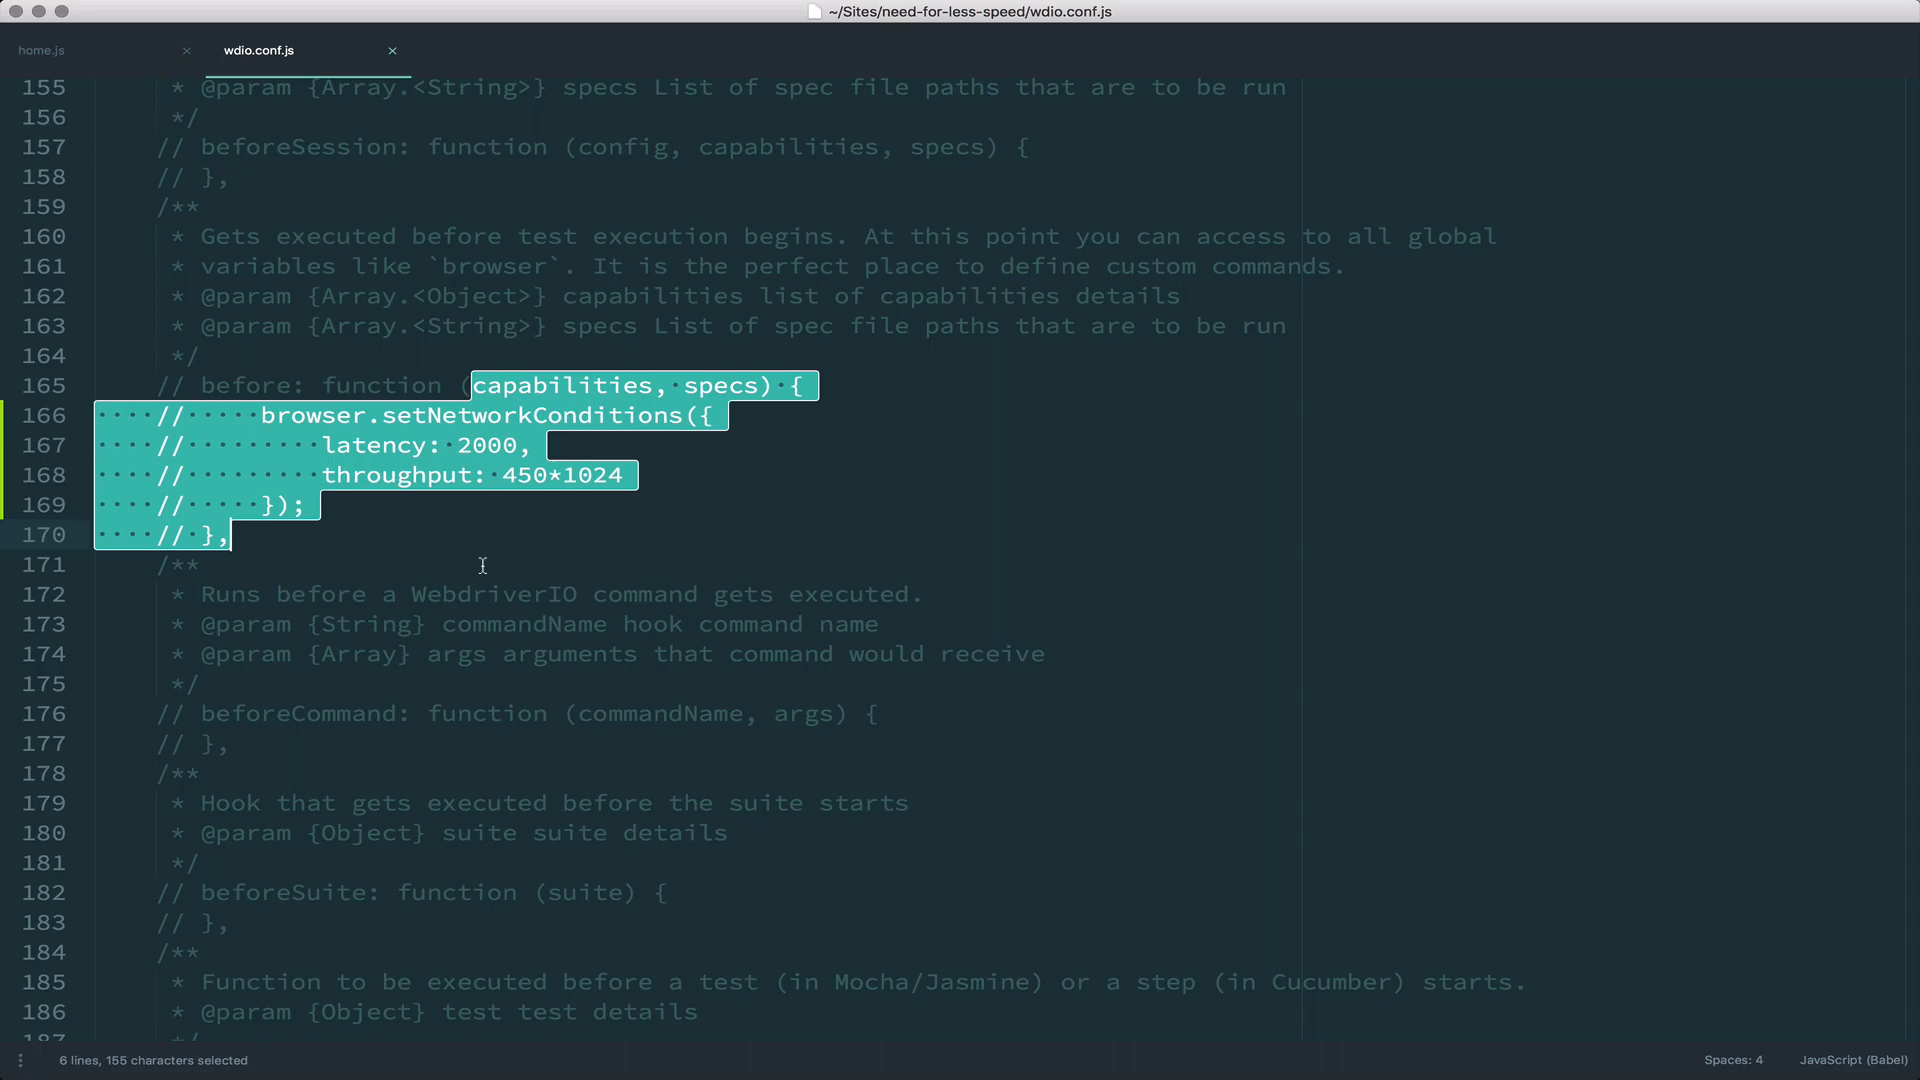 ~/Sites/need-for-less-speed/wdio.conf.js
home.js × wdio.conf.js ×
155 * @param {Array.<String>} specs List of spec file paths that are to be run
156 */
157 // beforeSession: function (config, capabilities, specs) {
158 // },
159 /**
160 * Gets executed before test execution begins. At this point you can access to all global
161 * variables like `browser`. It is the perfect place to define custom commands.
162 * @param {Array.<Object>} capabilities list of capabilities details
163 * @param {Array.<String>} specs List of spec file paths that are to be run
164 */
165 // before: function (capabilities, specs) {
166 // browser.setNetworkConditions({
167 // latency: 2000,
168 // throughput: 450*1024
169 // });
170 // },
171 /**
172 * Runs before a WebdriverIO command gets executed.
173 * @param {String} commandName hook command name
174 * @param {Array} args arguments that command would receive
175 */
176 // beforeCommand: function (commandName, args) {
177 // },
178 /**
179 * Hook that gets executed before the suite starts
180 * @param {Object} suite suite details
181 */
182 // beforeSuite: function (suite) {
183 // },
184 /**
185 * Function to be executed before a test (in Mocha/Jasmine) or a step (in Cucumber) starts.
186 * @param {Object} test test details
187 */
6 lines, 155 characters selected Spaces: 4 JavaScript (Babel)